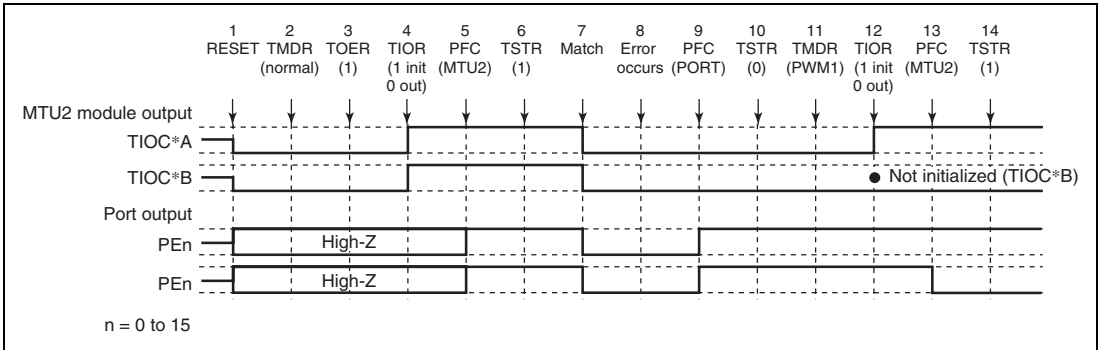 1 2 3 4 5 6 7 8 9 10 11 12 13 14
RESET TMDR TOER TIOR PFC TSTR Match Error PFC TSTR TMDR TIOR PFC TSTR
(normal) (1) (1 init (MTU2) (1) occurs (PORT) (0) (PWM1) (1 init (MTU2) (1)
0 out) 0 out)
MTU2 module output
TIOC*A
TIOC*B ● Not initialized (TIOC*B)
Port output
PEn High-Z
PEn High-Z
n = 0 to 15